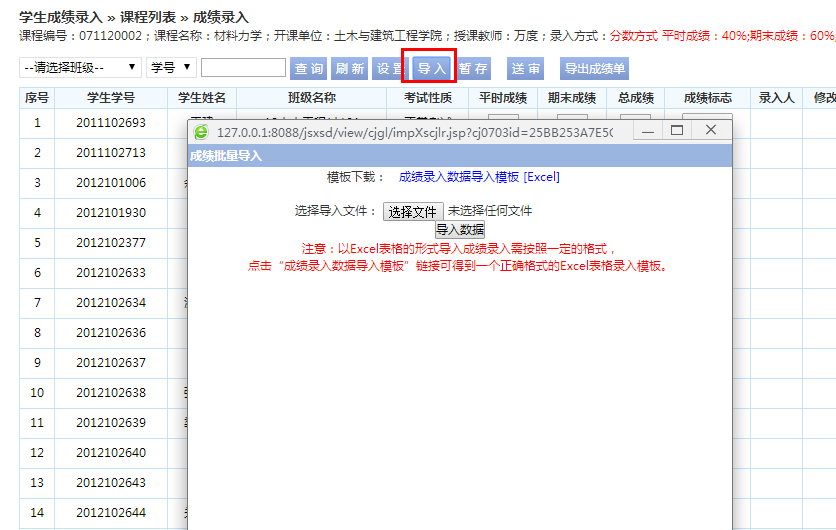 学生成绩录入 » 课程列表 » 成绩录入
课程编号：071120002；课程名称：材料力学；开课单位：土木与建筑工程学院；授课教师：万度；录入方式：分数方式 平时成绩：40%;期末成绩：60%;
--请选择班级-- 学号 查 询 刷 新 设 置 导 入 暂 存 送 审 导出成绩单
序号 学生学号 学生姓名 班级名称 考试性质 平时成绩 期末成绩 总成绩 成绩标志 录入人 修改
1 2011102693
127.0.0.1:8088/jsxsd/view/cjgl/impXscjlr.jsp?cj0703id=25BB253A7E5C
2 2011102713
成绩批量导入
模板下载： 成绩录入数据导入模板 [Excel]
3 2012101006
4 2012101930
选择导入文件： 选择文件 未选择任何文件
导入数据
5 2012102377
注意：以Excel表格的形式导入成绩录入需按照一定的格式，
点击“成绩录入数据导入模板”链接可得到一个正确格式的Excel表格录入模板。
6 2012102633
7 2012102634
8 2012102636
9 2012102637
10 2012102638
11 2012102639
12 2012102640
13 2012102643
14 2012102644